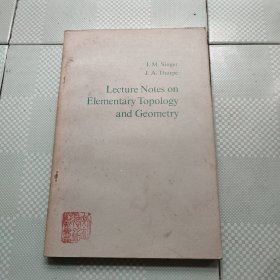 I. M. Singer
J. A. Thorpe
Lecture Notes on
Elementary Topology
and Geometry